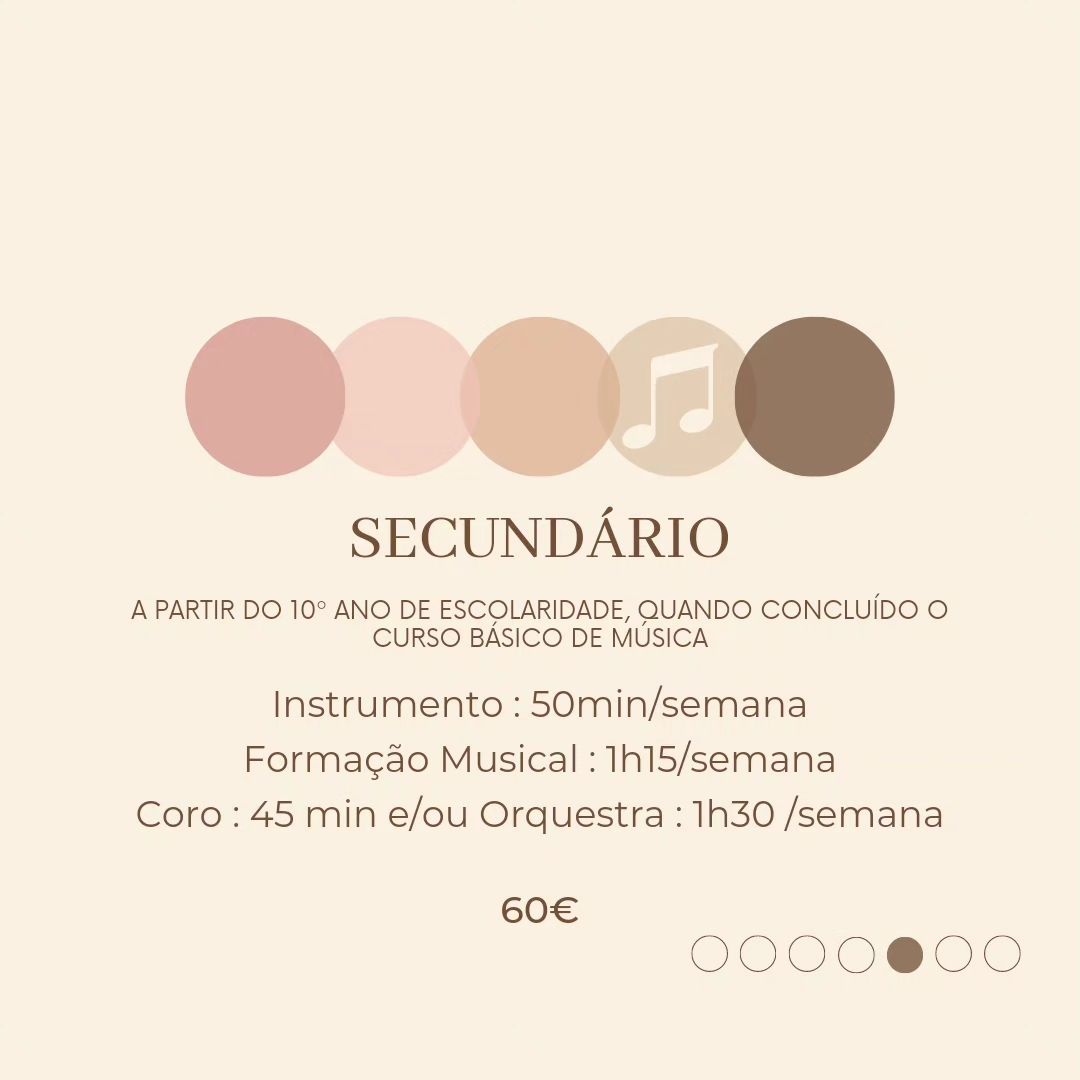 SECUNDÁRIO
A PARTIR DO 10º ANO DE ESCOLARIDADE, QUANDO CONCLUÍDO O
CURSO BÁSICO DE MÚSICA
Instrumento : 50min/semana
Formação Musical : 1h15/semana
Coro : 45 min e/ou Orquestra : 1h30 /semana
60€